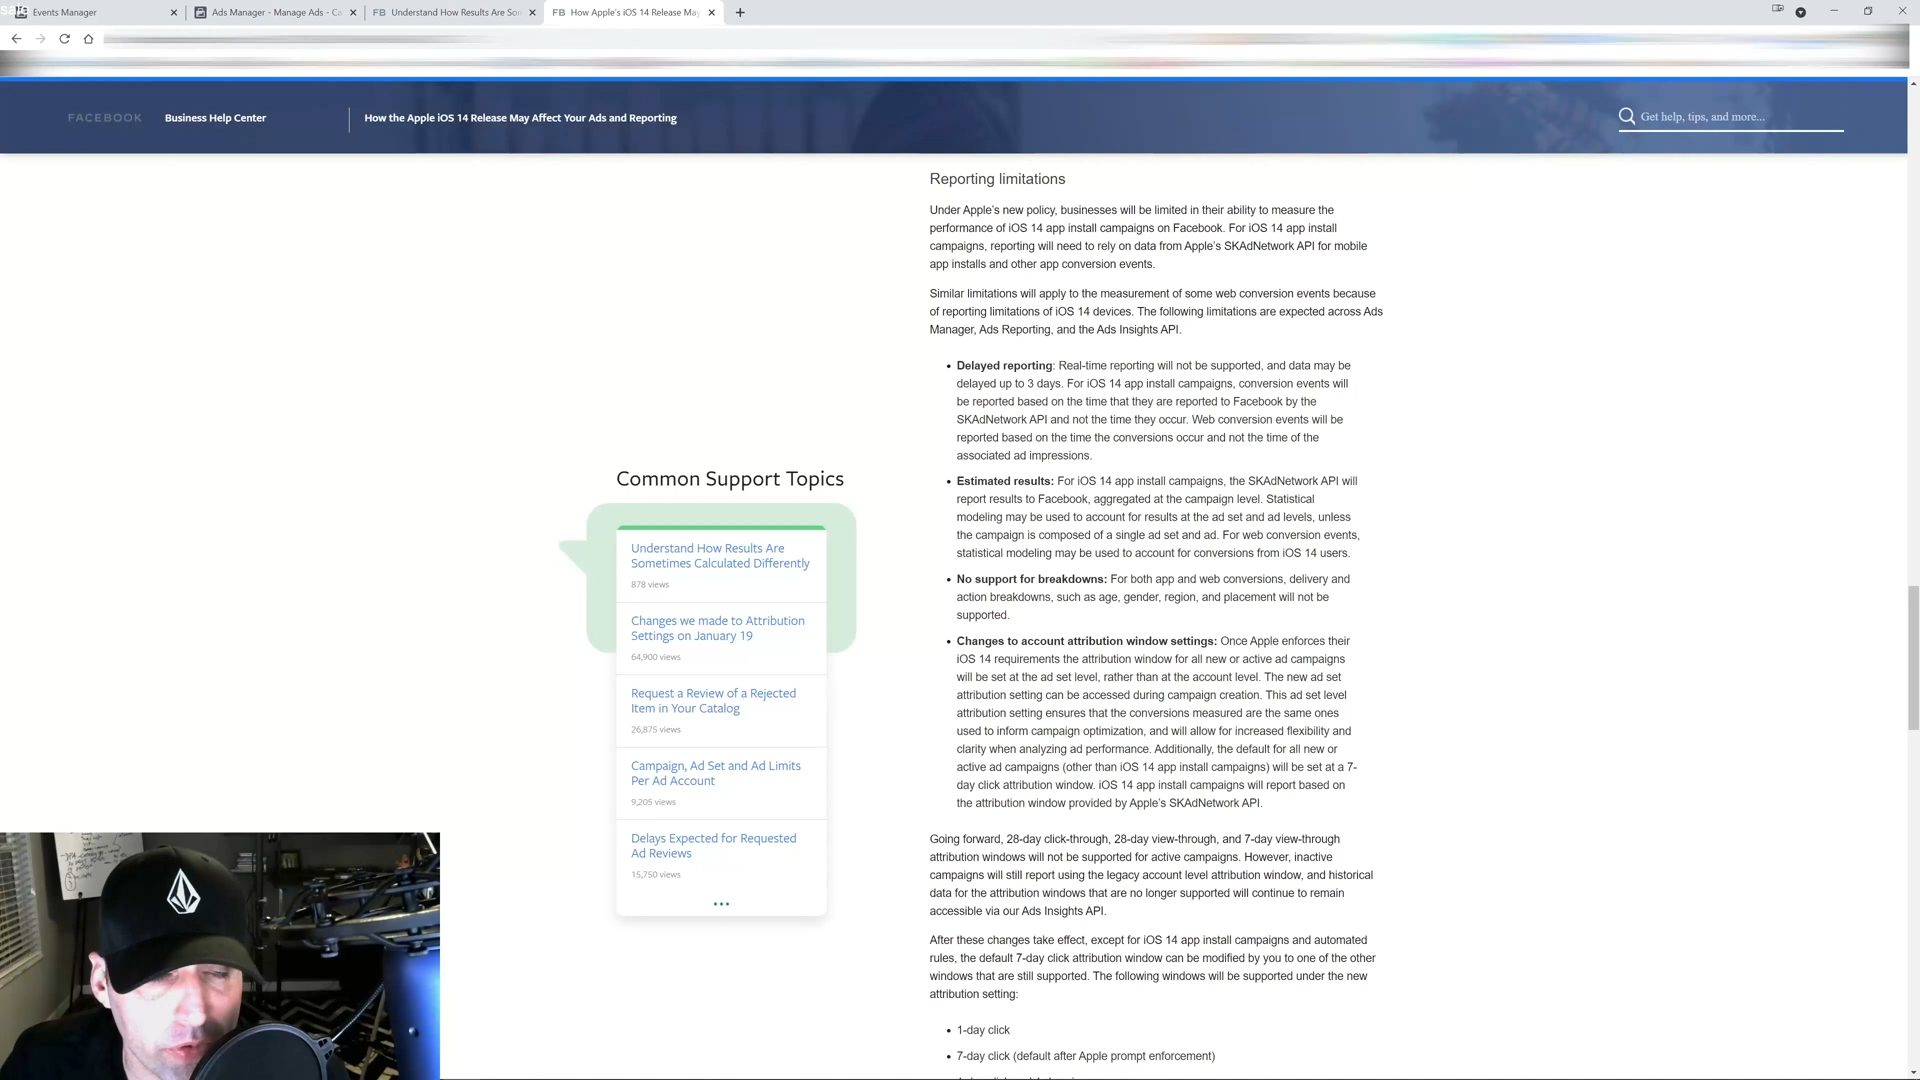 Events Manager
Ads Manager - Manage Ads - Ca
Understand How Results Are Son
How Apple's iOS 14 Release May
FACEBOOK
Business Help Center
How the Apple iOS 14 Release May Affect Your Ads and Reporting
Get help, tips, and more...
Common Support Topics
Understand How Results Are
Sometimes Calculated Differently
878 views
Changes we made to Attribution
Settings on January 19
64,900 views
Request a Review of a Rejected
Item in Your Catalog
26,875 views
Campaign, Ad Set and Ad Limits
Per Ad Account
9,205 views
Delays Expected for Requested
Ad Reviews
15,750 views
Reporting limitations
Under Apple's new policy, businesses will be limited in their ability to measure the
performance of iOS 14 app install campaigns on Facebook. For iOS 14 app install
campaigns, reporting will need to rely on data from Apple's SKAdNetwork API for mobile
app installs and other app conversion events.
Similar limitations will apply to the measurement of some web conversion events because
of reporting limitations of iOS 14 devices. The following limitations are expected across Ads
Manager, Ads Reporting, and the Ads Insights API.
• Delayed reporting: Real-time reporting will not be supported, and data may be
delayed up to 3 days. For iOS 14 app install campaigns, conversion events will
be reported based on the time that they are reported to Facebook by the
SKAdNetwork API and not the time they occur. Web conversion events will be
reported based on the time the conversions occur and not the time of the
associated ad impressions.
• Estimated results: For iOS 14 app install campaigns, the SKAdNetwork API will
report results to Facebook, aggregated at the campaign level. Statistical
modeling may be used to account for results at the ad set and ad levels, unless
the campaign is composed of a single ad set and ad. For web conversion events,
statistical modeling may be used to account for conversions from iOS 14 users.
• No support for breakdowns: For both app and web conversions, delivery and
action breakdowns, such as age, gender, region, and placement will not be
supported.
• Changes to account attribution window settings: Once Apple enforces their
iOS 14 requirements the attribution window for all new or active ad campaigns
will be set at the ad set level, rather than at the account level. The new ad set
attribution setting can be accessed during campaign creation. This ad set level
attribution setting ensures that the conversions measured are the same ones
used to inform campaign optimization, and will allow for increased flexibility and
clarity when analyzing ad performance. Additionally, the default for all new or
active ad campaigns (other than iOS 14 app install campaigns) will be set at a 7-
day click attribution window. iOS 14 app install campaigns will report based on
the attribution window provided by Apple's SKAdNetwork API.
Going forward, 28-day click-through, 28-day view-through, and 7-day view-through
attribution windows will not be supported for active campaigns. However, inactive
campaigns will still report using the legacy account level attribution window, and historical
data for the attribution windows that are no longer supported will continue to remain
accessible via our Ads Insights API.
After these changes take effect, except for iOS 14 app install campaigns and automated
rules, the default 7-day click attribution window can be modified by you to one of the other
windows that are still supported. The following windows will be supported under the new
attribution setting:
• 1-day click
• 7-day click (default after Apple prompt enforcement)